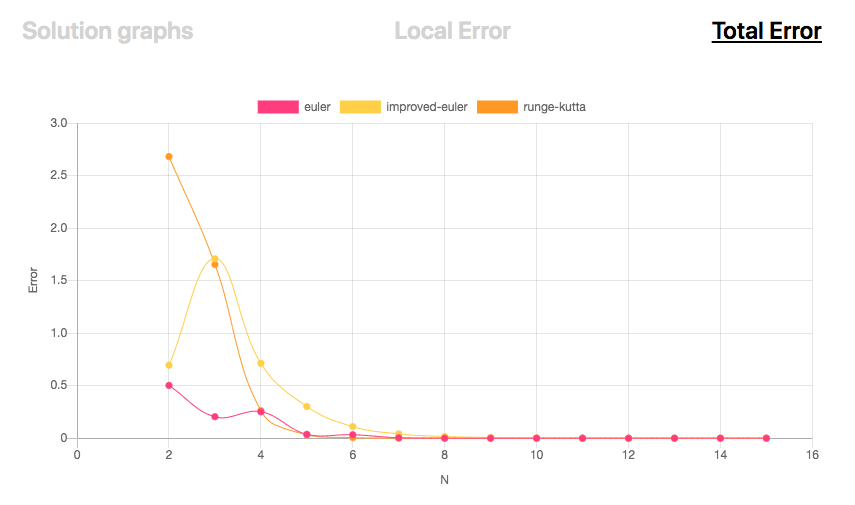 Solution graphs Local Error Total Error
euler improved-euler runge-kutta
3.0
2.5
2.0
1.5
1.0
0.5
0
Error
0 2 4 6 8 10 12 14 16
N